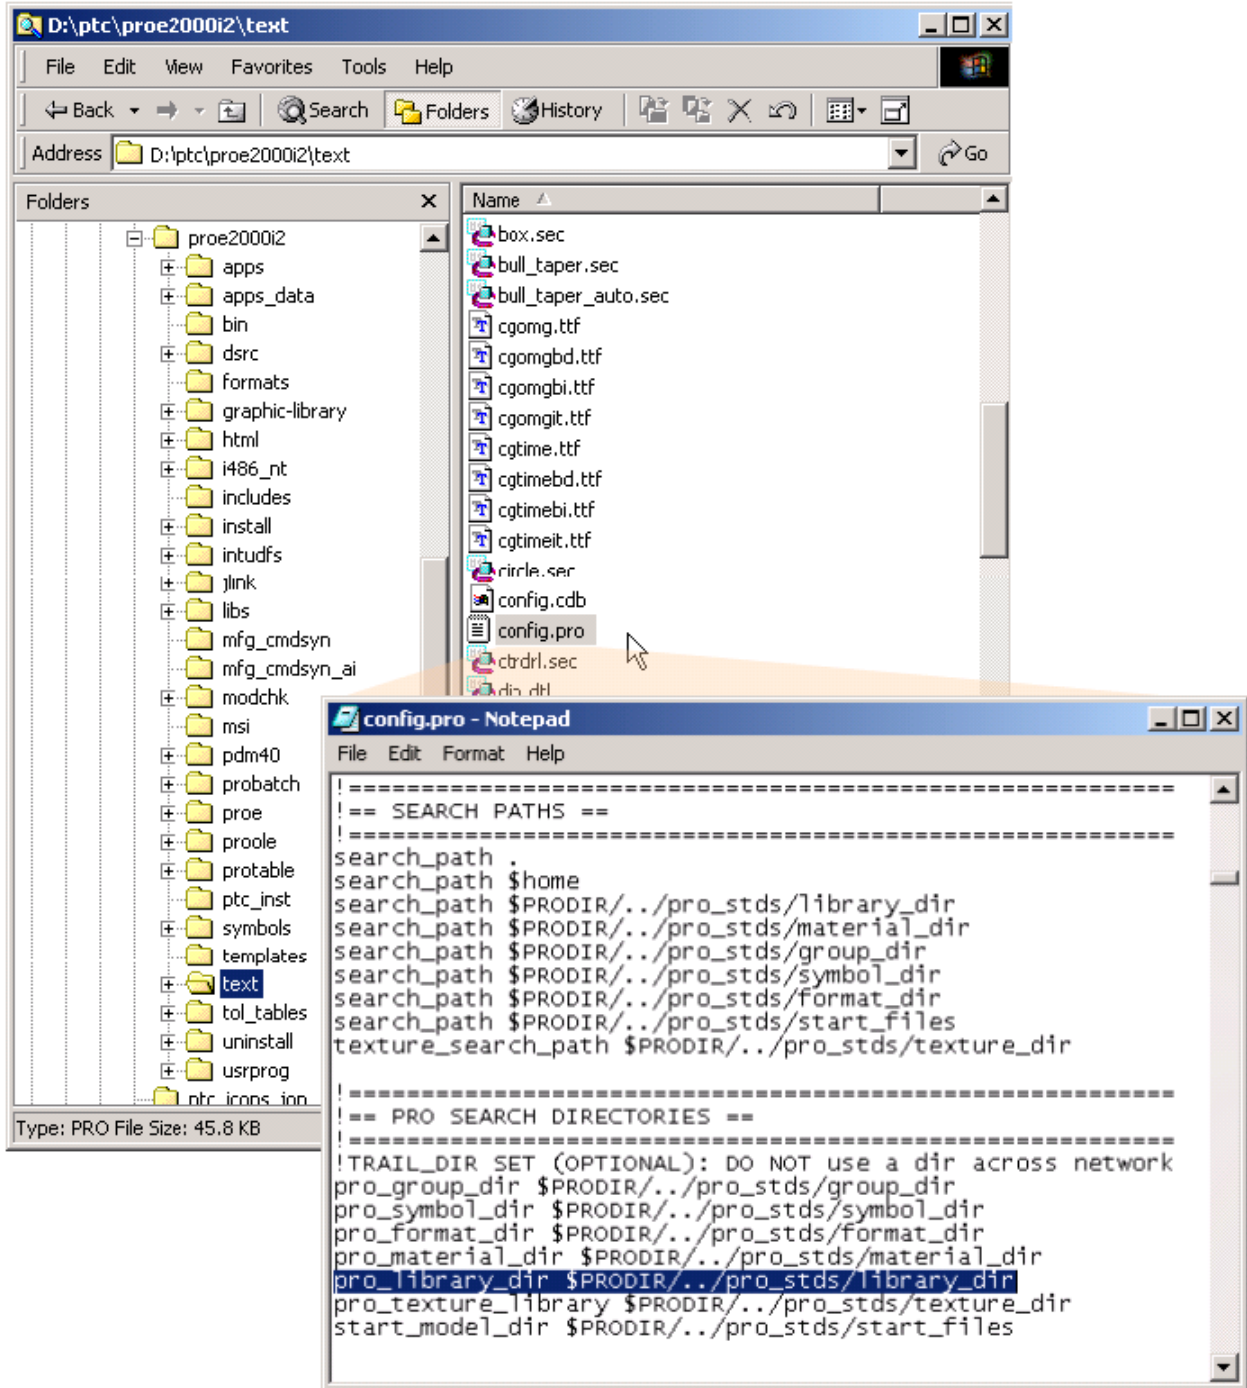 D:\ptc\proe2000i2\text
File Edit View Favorites Tools Help
Back Search Folders History
Address D:\ptc\proe2000i2\text Go
Folders
proe2000i2
apps
apps_data
bin
dsrc
formats
graphic-library
html
i486_nt
includes
install
intudfs
jlink
libs
mfg_cmdsyn
mfg_cmdsyn_ai
modchk
msi
pdm40
probatch
proe
proole
protable
ptc_inst
symbols
templates
text
tol_tables
uninstall
usrprog
ptc_icons_ion
Type: PRO File Size: 45.8 KB
Name
box.sec
bull_taper.sec
bull_taper_auto.sec
cgomg.ttf
cgomgbd.ttf
cgomgbi.ttf
cgomgit.ttf
cgtime.ttf
cgtimebd.ttf
cgtimebi.ttf
cgtimeit.ttf
circle.sec
config.cdb
config.pro
ctrdrl.sec
din.dtl
config.pro - Notepad
File Edit Format Help
!=========================================================
!== SEARCH PATHS ==
!=========================================================
search_path .
search_path $home
search_path $PRODIR/../pro_stds/library_dir
search_path $PRODIR/../pro_stds/material_dir
search_path $PRODIR/../pro_stds/group_dir
search_path $PRODIR/../pro_stds/symbol_dir
search_path $PRODIR/../pro_stds/format_dir
search_path $PRODIR/../pro_stds/start_files
texture_search_path $PRODIR/../pro_stds/texture_dir
!=========================================================
!== PRO SEARCH DIRECTORIES ==
!=========================================================
!TRAIL_DIR SET (OPTIONAL): DO NOT use a dir across network
pro_group_dir $PRODIR/../pro_stds/group_dir
pro_symbol_dir $PRODIR/../pro_stds/symbol_dir
pro_format_dir $PRODIR/../pro_stds/format_dir
pro_material_dir $PRODIR/../pro_stds/material_dir
pro_library_dir $PRODIR/../pro_stds/library_dir
pro_texture_library $PRODIR/../pro_stds/texture_dir
start_model_dir $PRODIR/../pro_stds/start_files